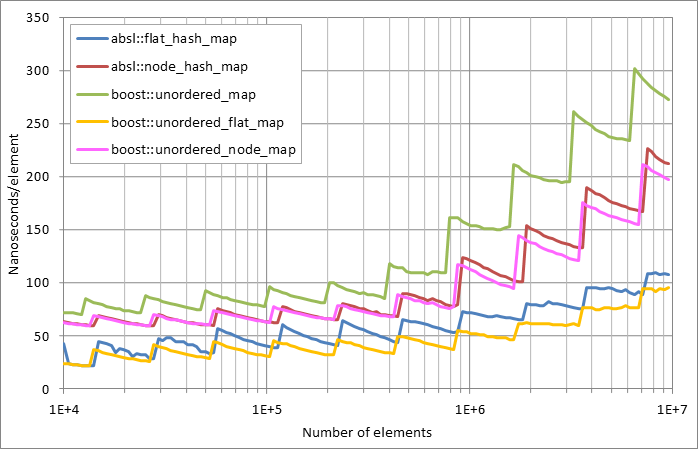 350
300
250
200
150
100
50
0
Nanoseconds/element
absl::flat_hash_map
absl::node_hash_map
boost::unordered_map
boost::unordered_flat_map
boost::unordered_node_map
1E+4
1E+5
1E+6
1E+7
Number of elements